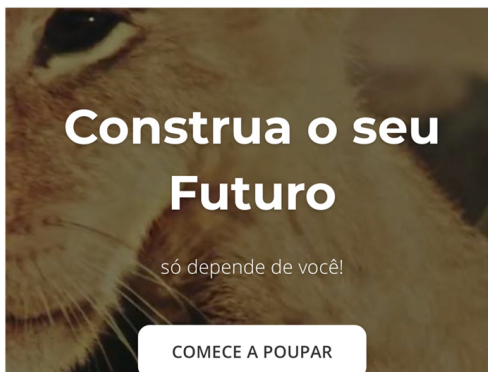 Construa o seu
Futuro
só depende de você!
COMECE A POUPAR